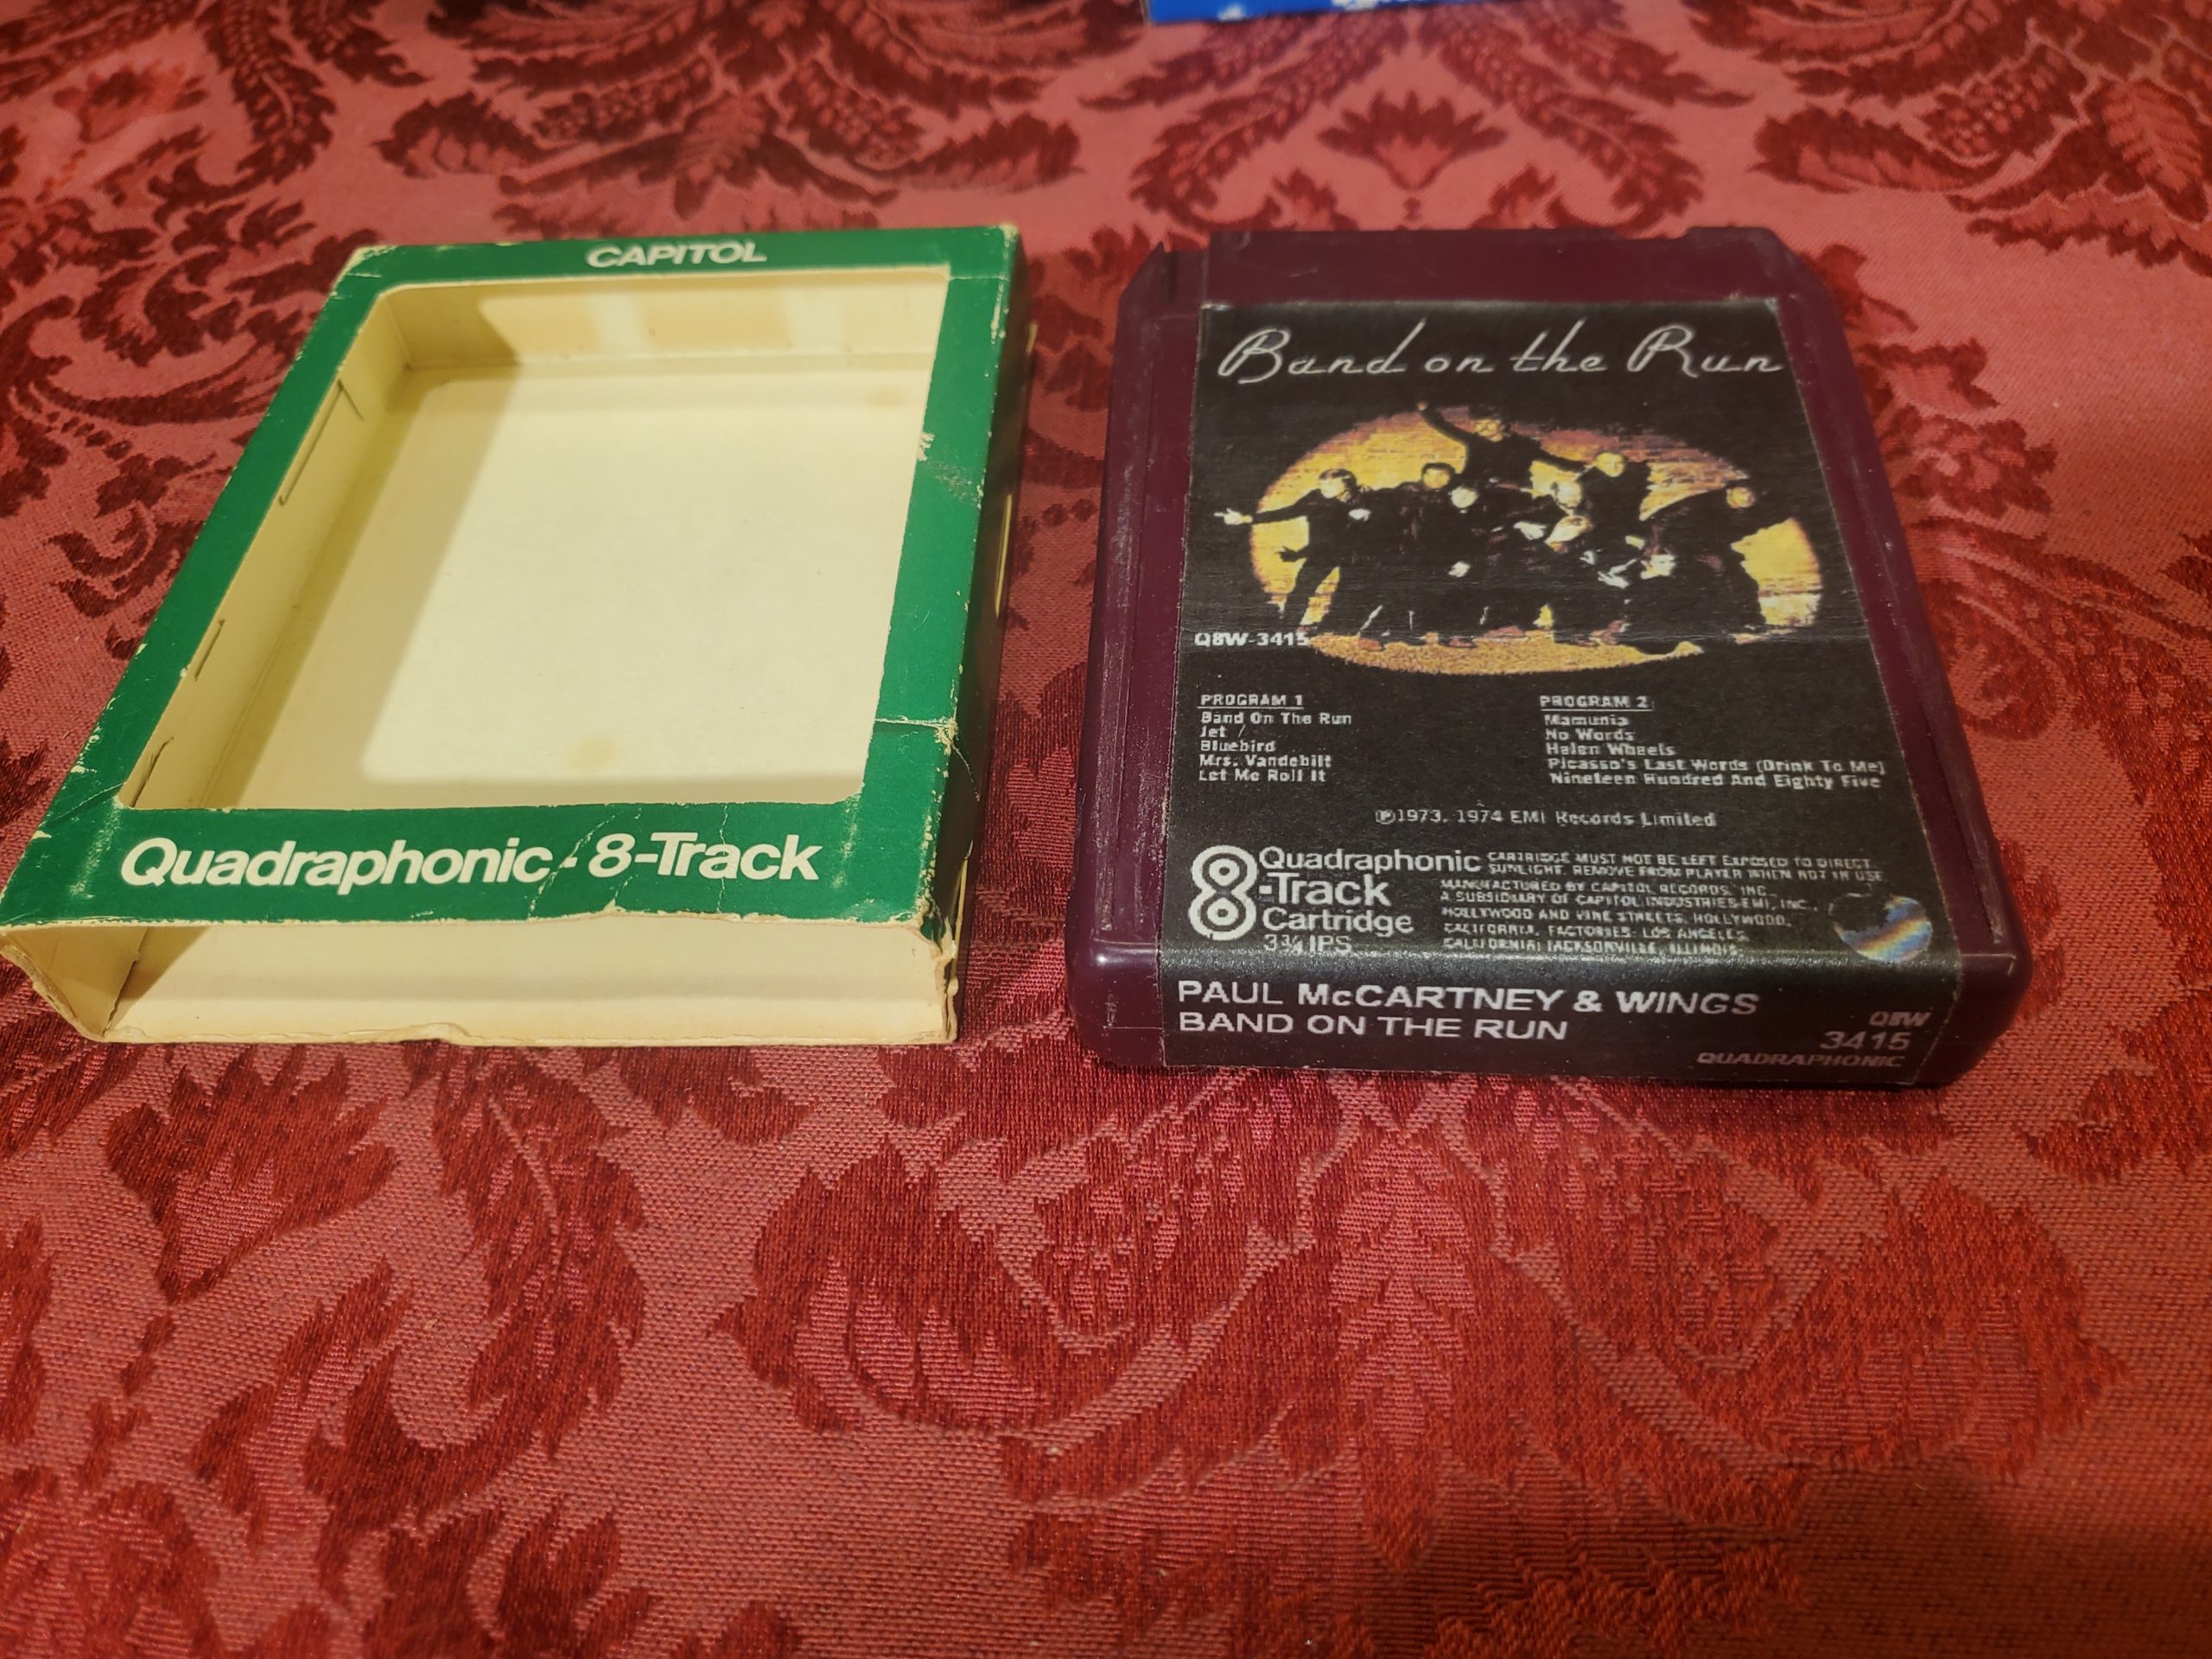 CAPITOL
Quadraphonic - 8-Track
Band on the Run
Q8W-3415
PROGRAM 1
Band On The Run
Jet
Bluebird
Mrs. Vandebilt
Let Me Roll It
PROGRAM 2
Mamunia
No Words
Helen Wheels
Picasso's Last Words (Drink To Me)
Nineteen Hundred And Eighty Five
Ⓟ1973, 1974 EMI Records Limited
8 Quadraphonic
-Track
Cartridge
3¾ IPS
CARTRIDGE MUST NOT BE LEFT EXPOSED TO DIRECT
SUNLIGHT. REMOVE FROM PLAYER WHEN NOT IN USE
MANUFACTURED BY CAPITOL RECORDS, INC.,
A SUBSIDIARY OF CAPITOL INDUSTRIES-EMI, INC.,
HOLLYWOOD AND VINE STREETS, HOLLYWOOD,
CALIFORNIA. FACTORIES: LOS ANGELES,
CALIFORNIA; JACKSONVILLE, ILLINOIS.
PAUL McCARTNEY & WINGS
BAND ON THE RUN
Q8W
3415
QUADRAPHONIC